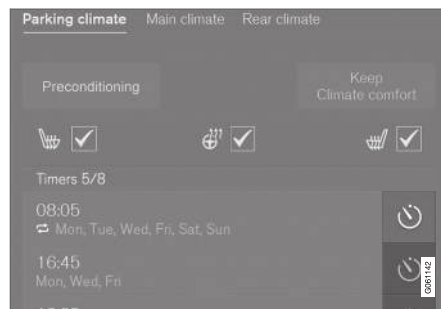 Parking climate Main climate Rear climate
Preconditioning
Keep
Climate comfort
Timers 5/8
08:05
Mon, Tue, Wed, Fri, Sat, Sun
16:45
Mon, Wed, Fri
G061142